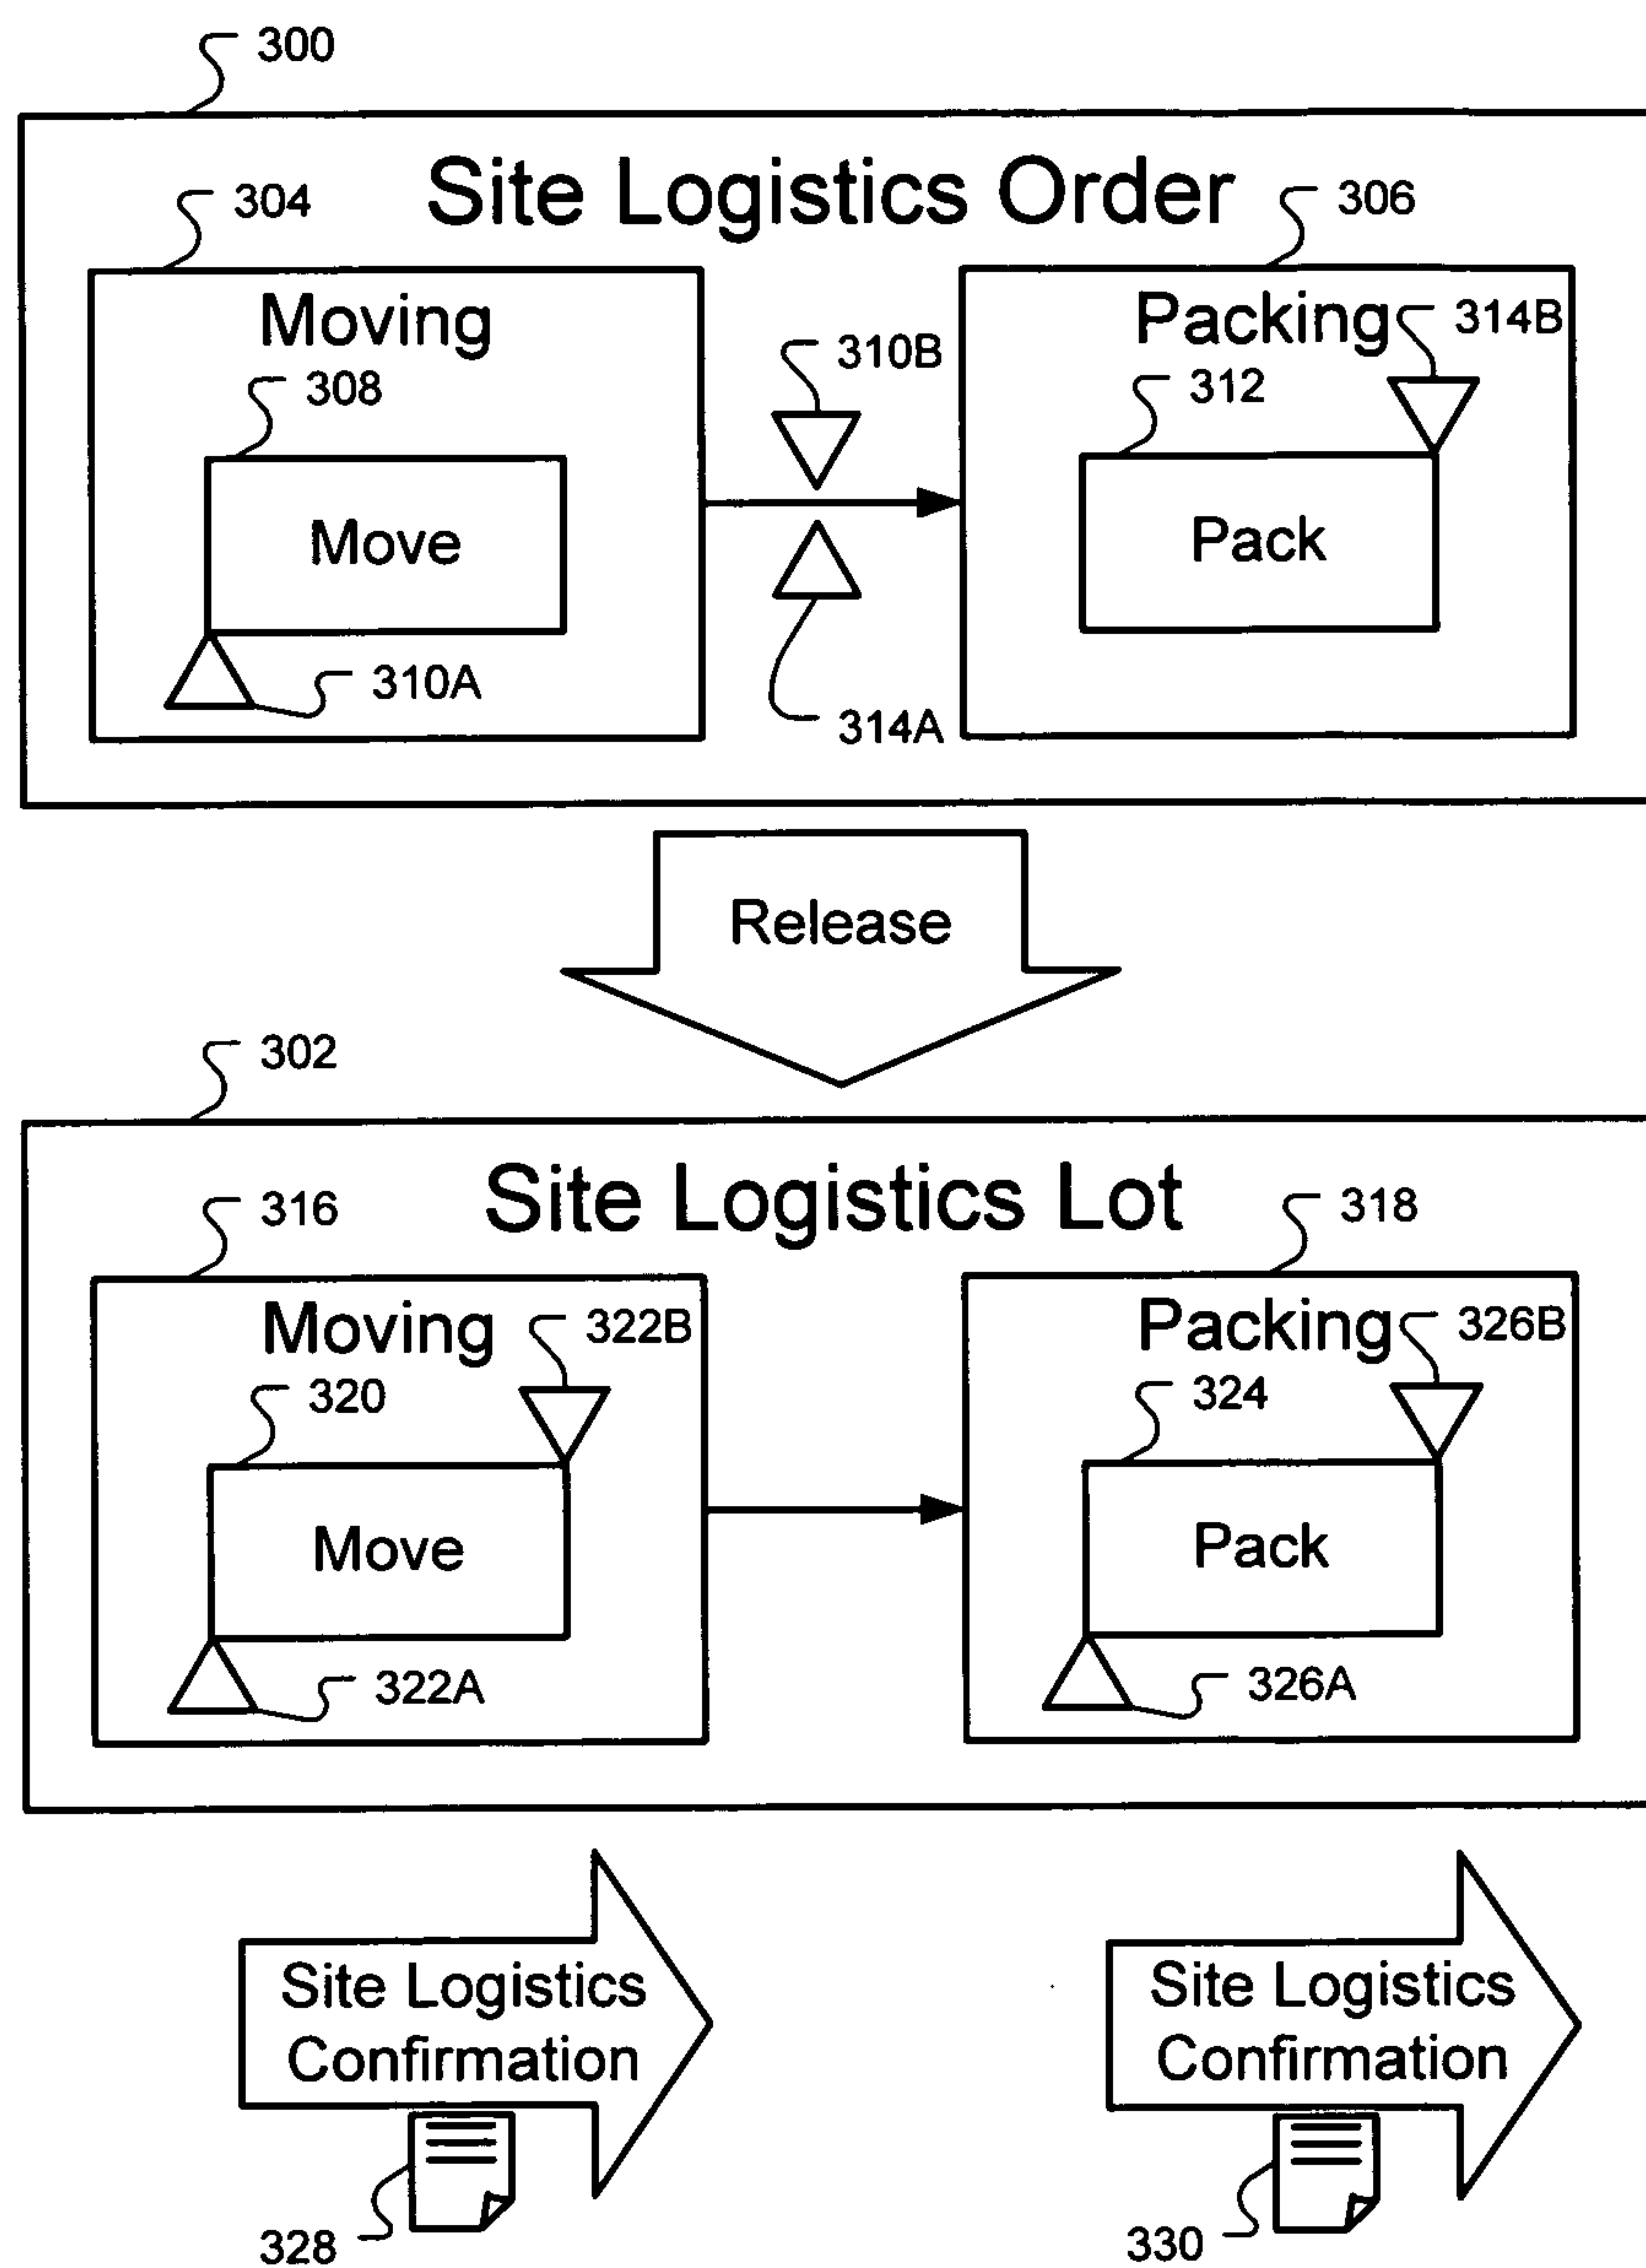 300
Site Logistics Order
304
306
Moving
Packing
314B
310B
308
312
Move
Pack
310A
314A
Release
302
Site Logistics Lot
316
318
Moving
322B
Packing
326B
320
324
Move
Pack
322A
326A
Site Logistics
Confirmation
Site Logistics
Confirmation
328
330